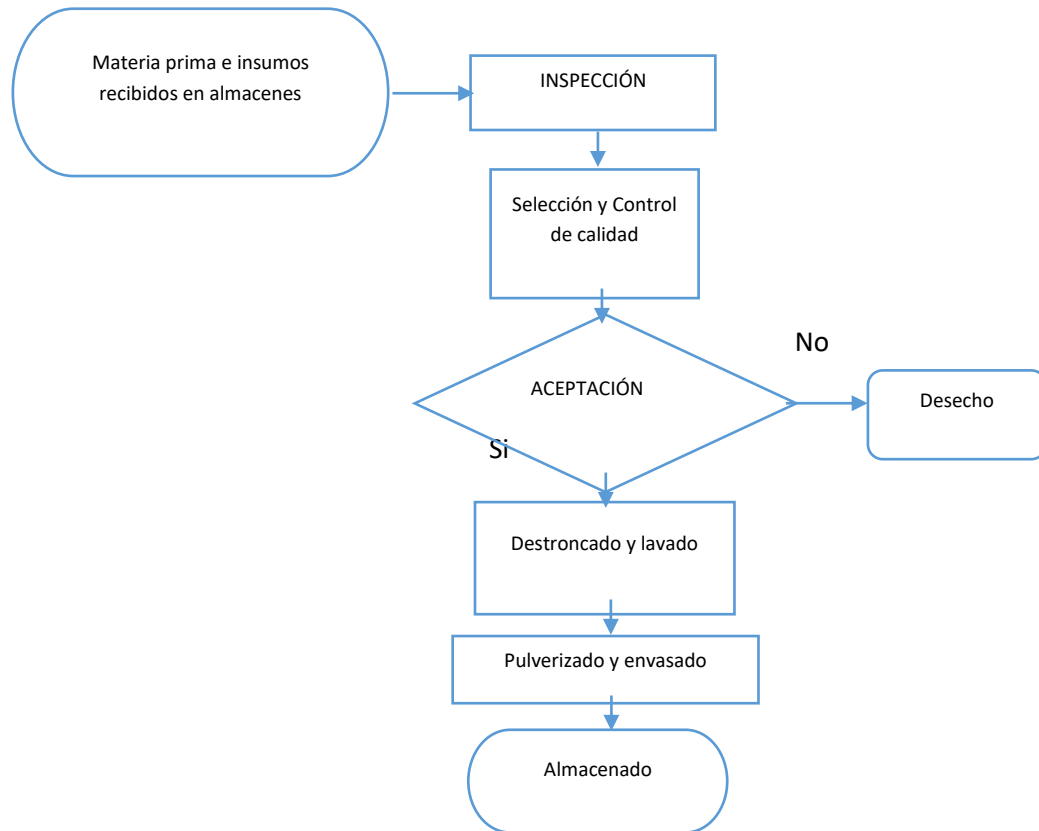 Materia prima e insumos
recibidos en almacenes
INSPECCIÓN
Selección y Control
de calidad
No
ACEPTACIÓN
Desecho
Si
Destroncado y lavado
Pulverizado y envasado
Almacenado